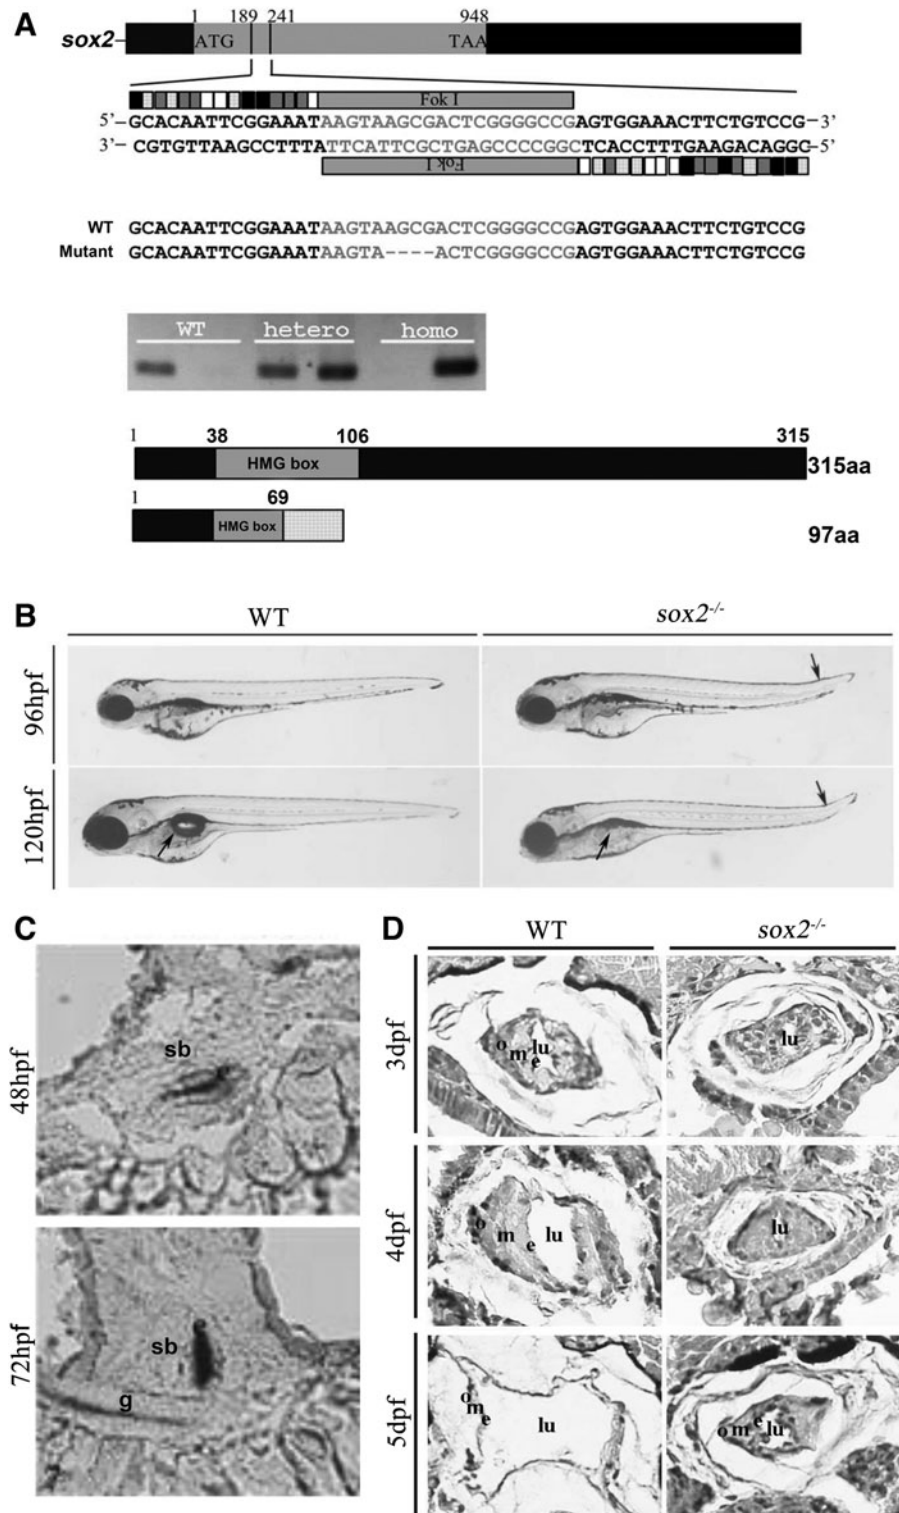 A
1 189 241 948
sox2 ATG TAA
Fok I
5' GCACAATTCGGAAATAAGTAAGCGACTCGGGGCCGAGTGGAAACTTCTGTCCG 3'
3' CGTGTTAAGCCTTTATTCATTCGCTGAGCCCCGGCTCACCTTTGAAGACAGGC 5'
Fok I
WT GCACAATTCGGAAATAAGTAAGCGACTCGGGGCCGAGTGGAAACTTCTGTCCG
Mutant GCACAATTCGGAAATAAGTA----ACTCGGGGCCGAGTGGAAACTTCTGTCCG
WT hetero homo
1 38 106 315
HMG box 315aa
1 69
HMG box 97aa
B WT sox2-/-
96hpf
120hpf
C
48hpf
sb
72hpf
sb
g
D WT sox2-/-
3dpf
o m e lu
lu
4dpf
o m e lu
lu
5dpf
o m e lu
o m e lu